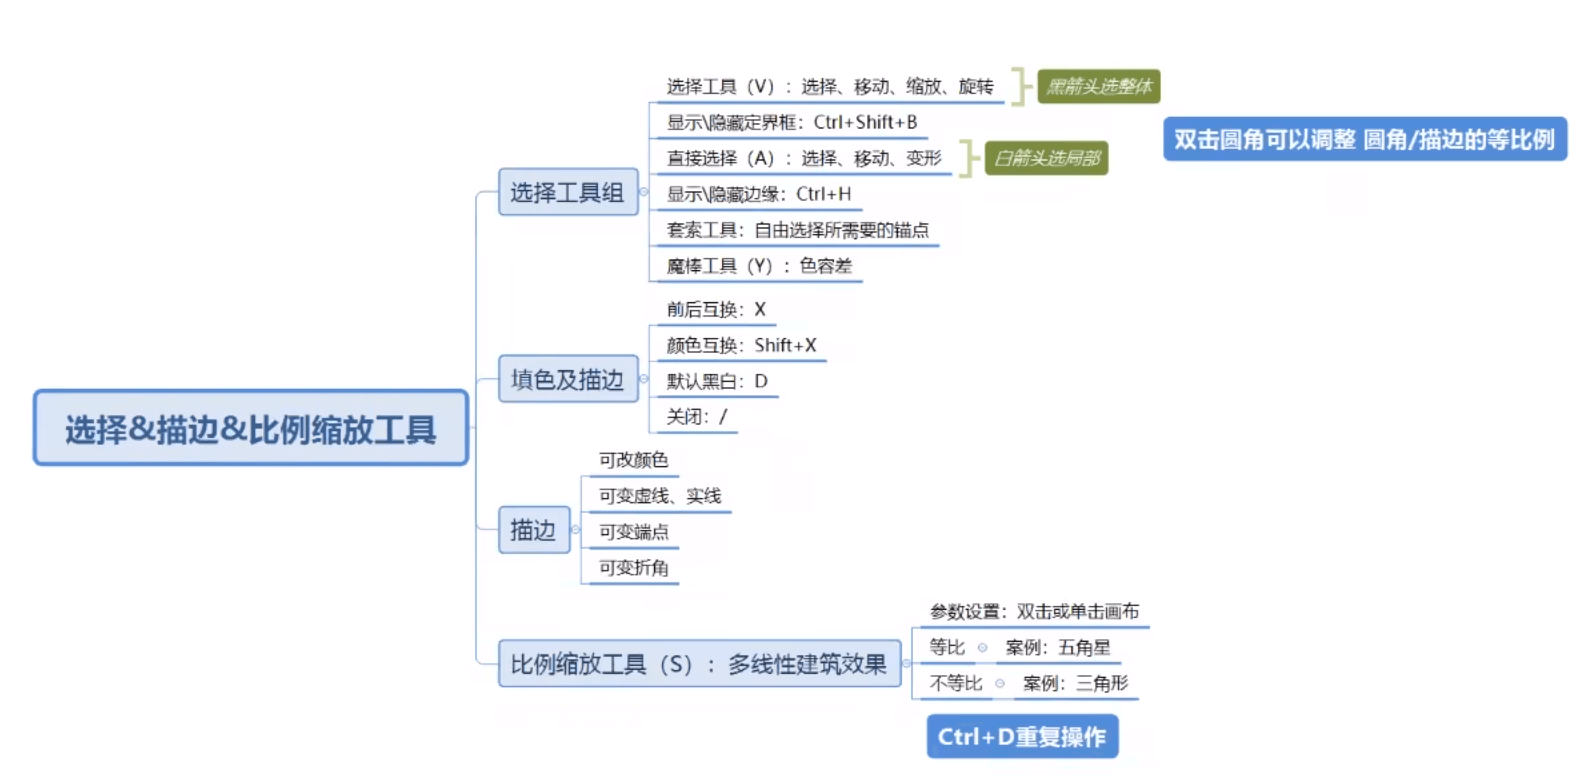 选择&描边&比例缩放工具
选择工具组
选择工具（V）：选择、移动、缩放、旋转
黑箭头选整体
显示\隐藏定界框：Ctrl+Shift+B
直接选择（A）：选择、移动、变形
白箭头选局部
显示\隐藏边缘：Ctrl+H
套索工具：自由选择所需要的锚点
魔棒工具（Y）：色容差
双击圆角可以调整 圆角/描边的等比例
填色及描边
前后互换：X
颜色互换：Shift+X
默认黑白：D
关闭：/
描边
可改颜色
可变虚线、实线
可变端点
可变折角
比例缩放工具（S）：多线性建筑效果
参数设置：双击或单击画布
等比
案例：五角星
不等比
案例：三角形
Ctrl+D重复操作